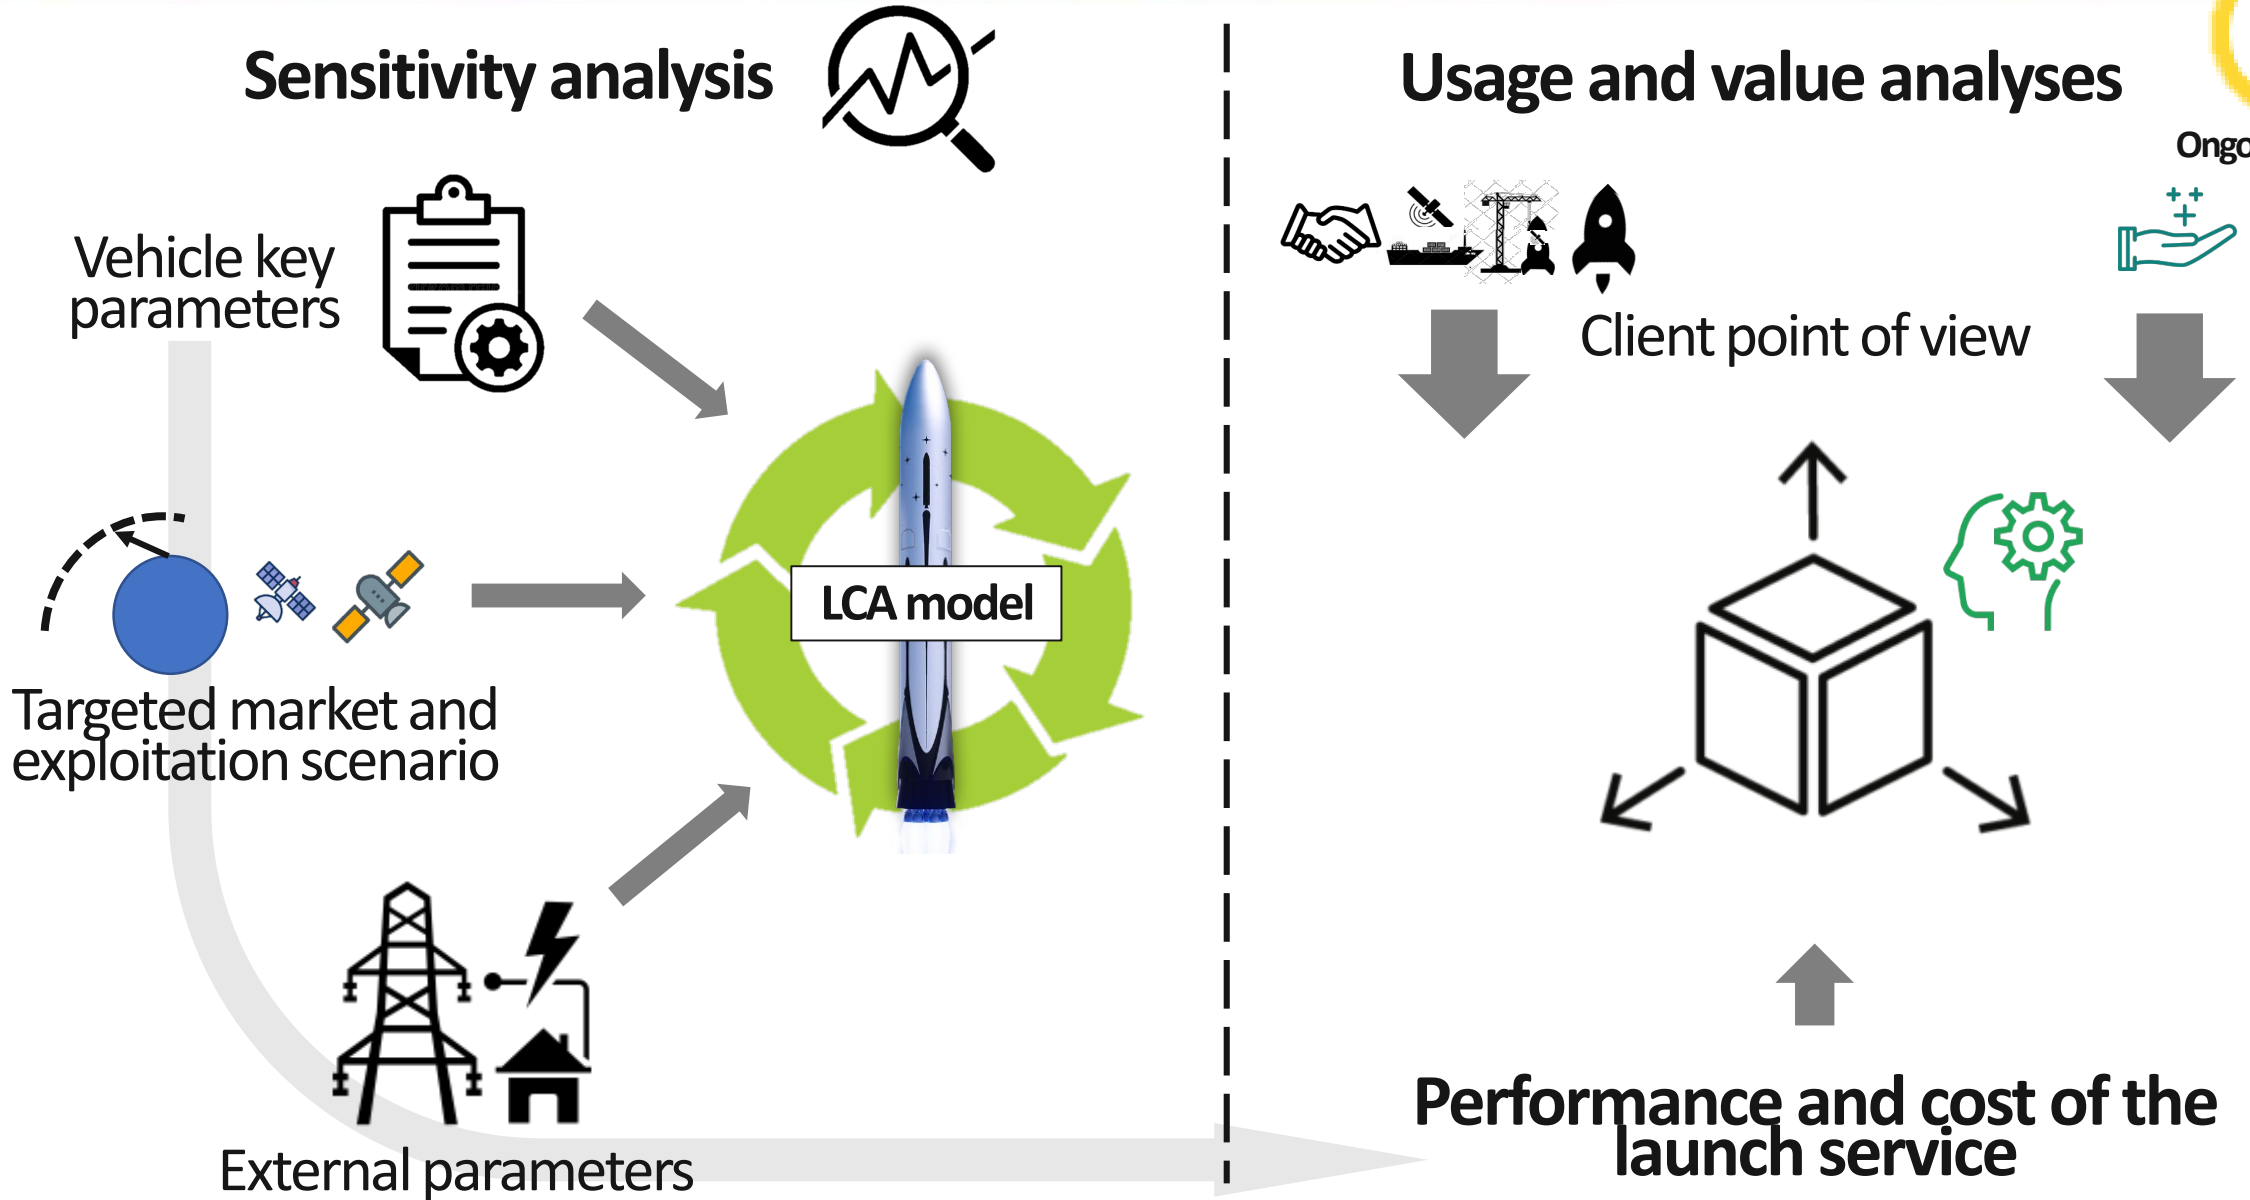 Sensitivity analysis
Vehicle key
parameters
Targeted market and
exploitation scenario
External parameters
LCA model
Usage and value analyses
Client point of view
Performance and cost of the
launch service